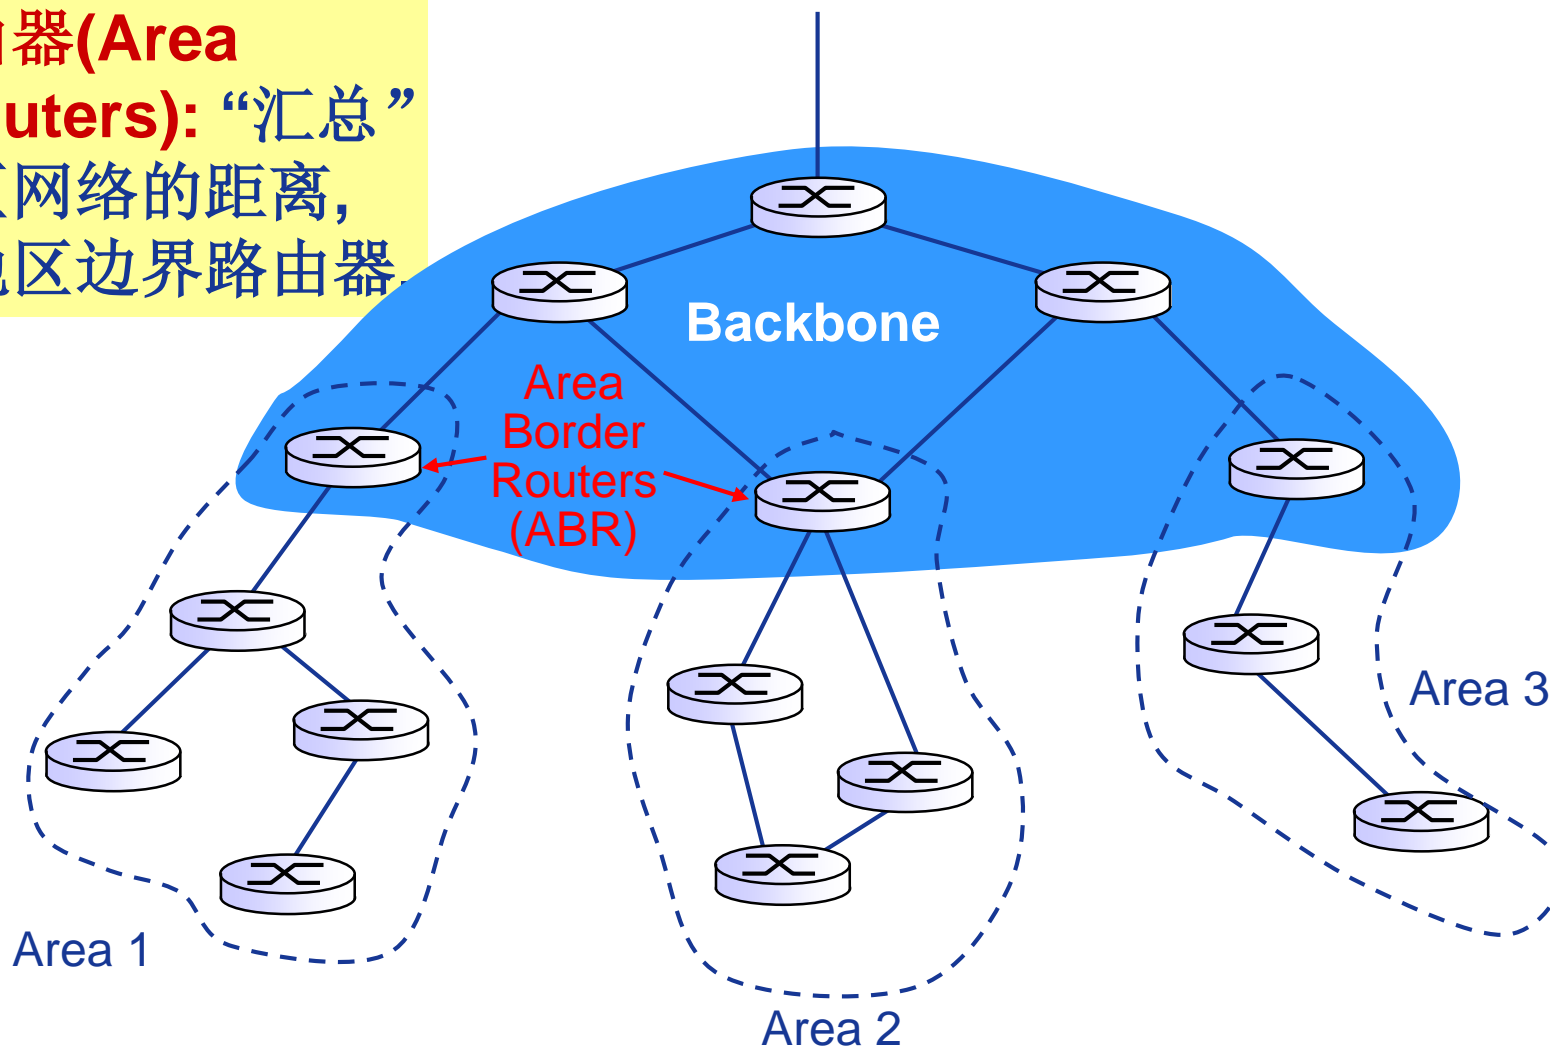 器(Area
uters): “汇总”
网络的距离,
区边界路由器.
Backbone
Area
Border
Routers
(ABR)
Area 3
Area 1
Area 2